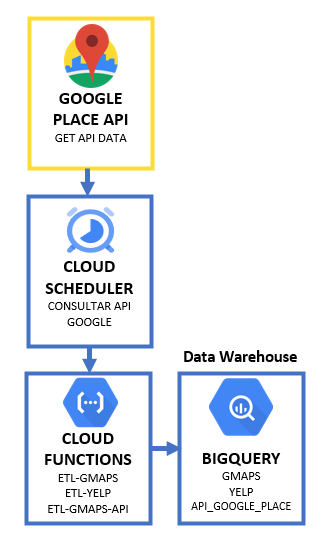 GOOGLE
PLACE API
GET API DATA
CLOUD
SCHEDULER
CONSULTAR API
GOOGLE
CLOUD
FUNCTIONS
ETL-GMAPS
ETL-YELP
ETL-GMAPS-API
Data Warehouse
BIGQUERY
GMAPS
YELP
API_GOOGLE_PLACE